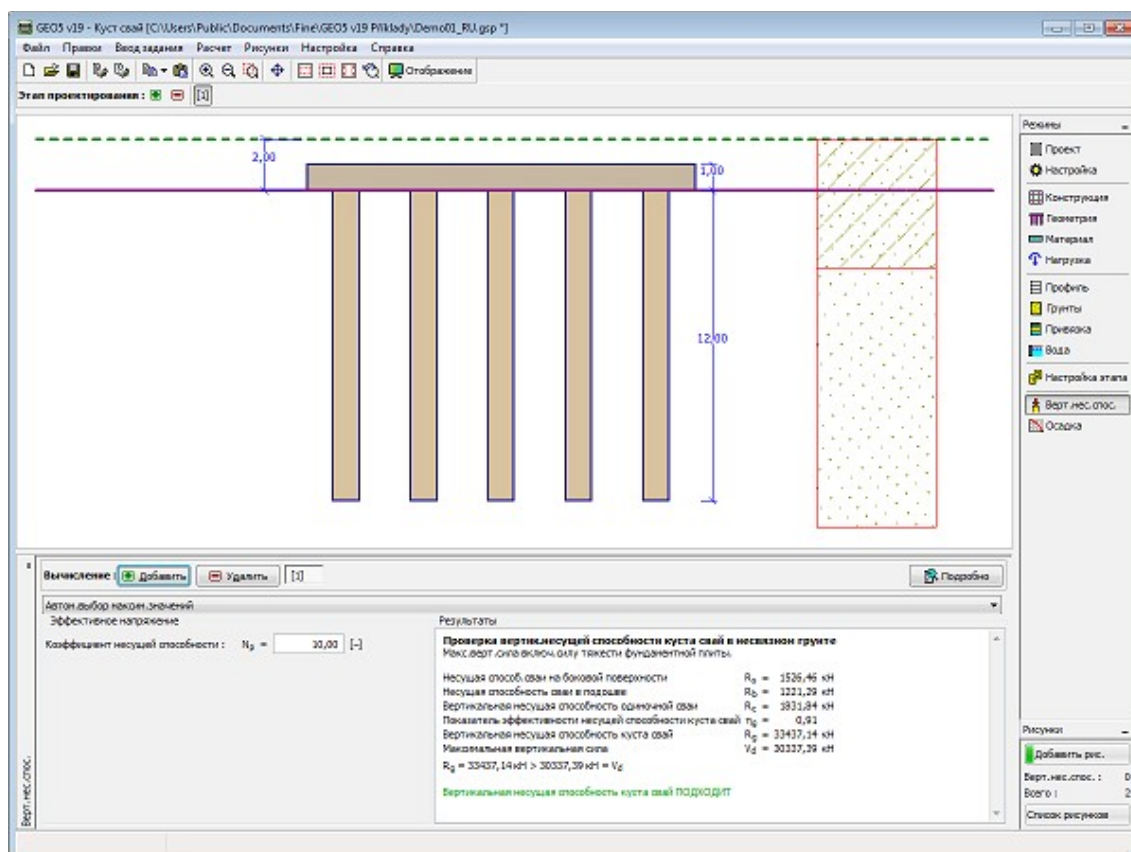 GEO5 v19 - Куст свай [C:\Users\Public\Documents\Fine\GEO5 v19 Příklady\Demo01_RU.gsp *]
Файл Правки Ввод задания Расчет Рисунки Настройка Справка
Отображение
Этап проектирования : [1]
2,00
1,00
12,00
Режимы
Проект
Настройка
Конструкция
Геометрия
Материал
Нагрузка
Профиль
Грунты
Привязка
Вода
Настройка этапа
Верт.нес.спос.
Осадка
Вычисление : Добавить Удалить [1] Подробно
Автом.выбор максим.значений
Эффективное напряжение
Коэффициент несущей способности : Np = 10,00 [–]
Результаты
Проверка вертик.несущей способности куста свай в несвязном грунте
Макс.верт.сила включ.силу тяжести фундаментной плиты.
Несущая способ.сваи на боковой поверхности Rs = 1526,46 кН
Несущая способность сваи в подошве Rb = 1221,29 кН
Вертикальная несущая способность одиночной сваи Rc = 1831,84 кН
Показатель эффективности несущей способности куста свай ηg = 0,91
Вертикальная несущая способность куста свай Rg = 33437,14 кН
Максимальная вертикальная сила Vd = 30337,39 кН
Rg = 33437,14 кН > 30337,39 кН = Vd
Вертикальная несущая способность куста свай ПОДХОДИТ
Верт.нес.спос.
Рисунки
Добавить рис.
Верт.нес.спос. : 0
Всего : 2
Список рисунков